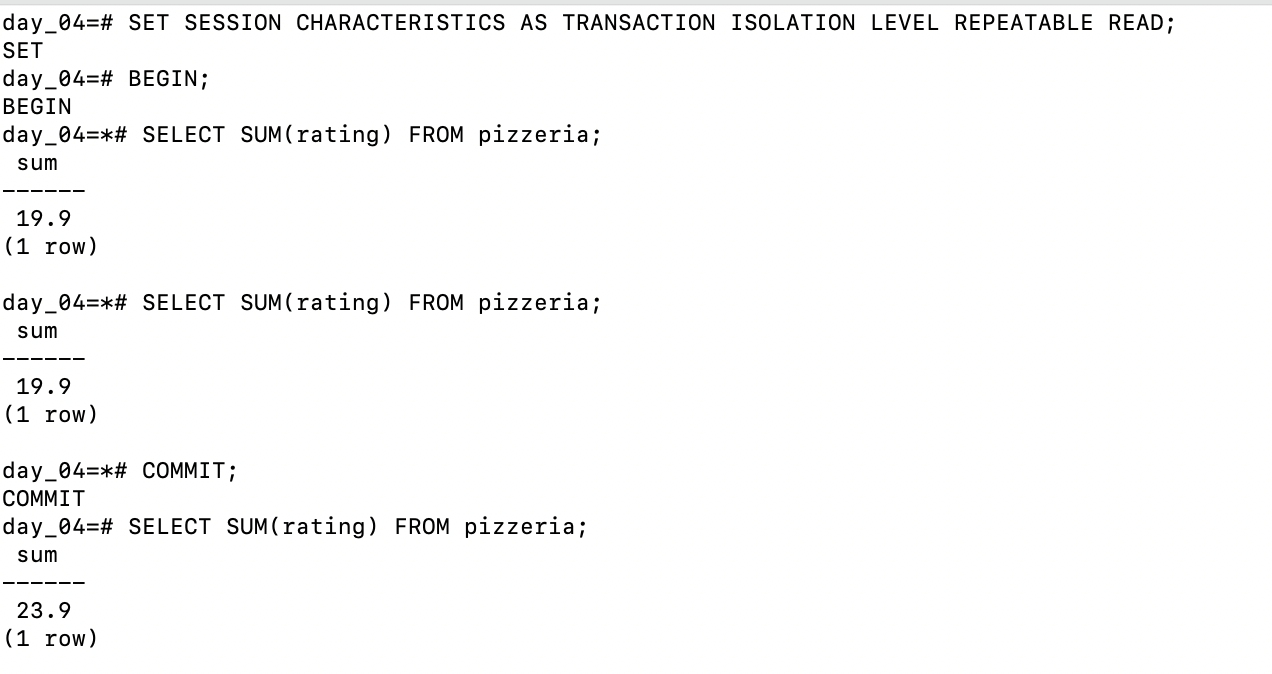 day_04=# SET SESSION CHARACTERISTICS AS TRANSACTION ISOLATION LEVEL REPEATABLE READ;
SET
day_04=# BEGIN;
BEGIN
day_04=*# SELECT SUM(rating) FROM pizzeria;
 sum
------
 19.9
(1 row)

day_04=*# SELECT SUM(rating) FROM pizzeria;
 sum
------
 19.9
(1 row)

day_04=*# COMMIT;
COMMIT
day_04=# SELECT SUM(rating) FROM pizzeria;
 sum
------
 23.9
(1 row)